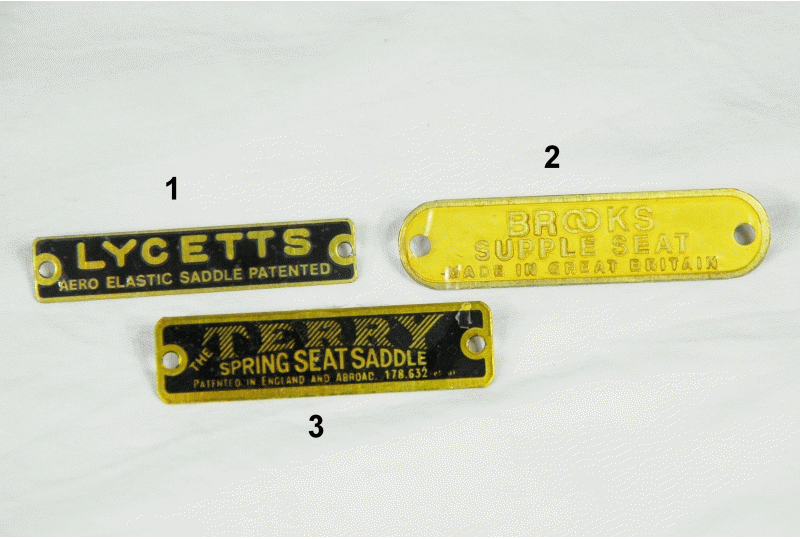 1
LYCETTS
AERO ELASTIC SADDLE PATENTED
2
BROOKS
SUPPLE SEAT
MADE IN GREAT BRITAIN
THE TERRY
SPRING SEAT SADDLE
PATENTED IN ENGLAND AND ABROAD. 178.632
3